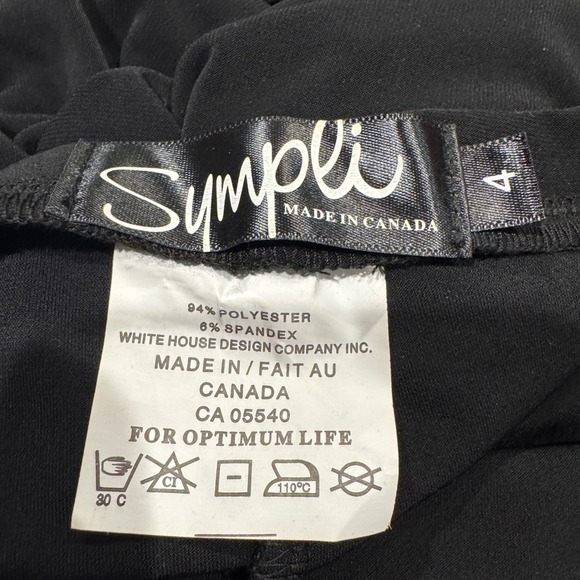 Sympli
MADE IN CANADA
4
94% POLYESTER
6% SPANDEX
WHITE HOUSE DESIGN COMPANY INC.
MADE IN / FAIT AU
CANADA
CA 05540
FOR OPTIMUM LIFE
30 C CI 110°C